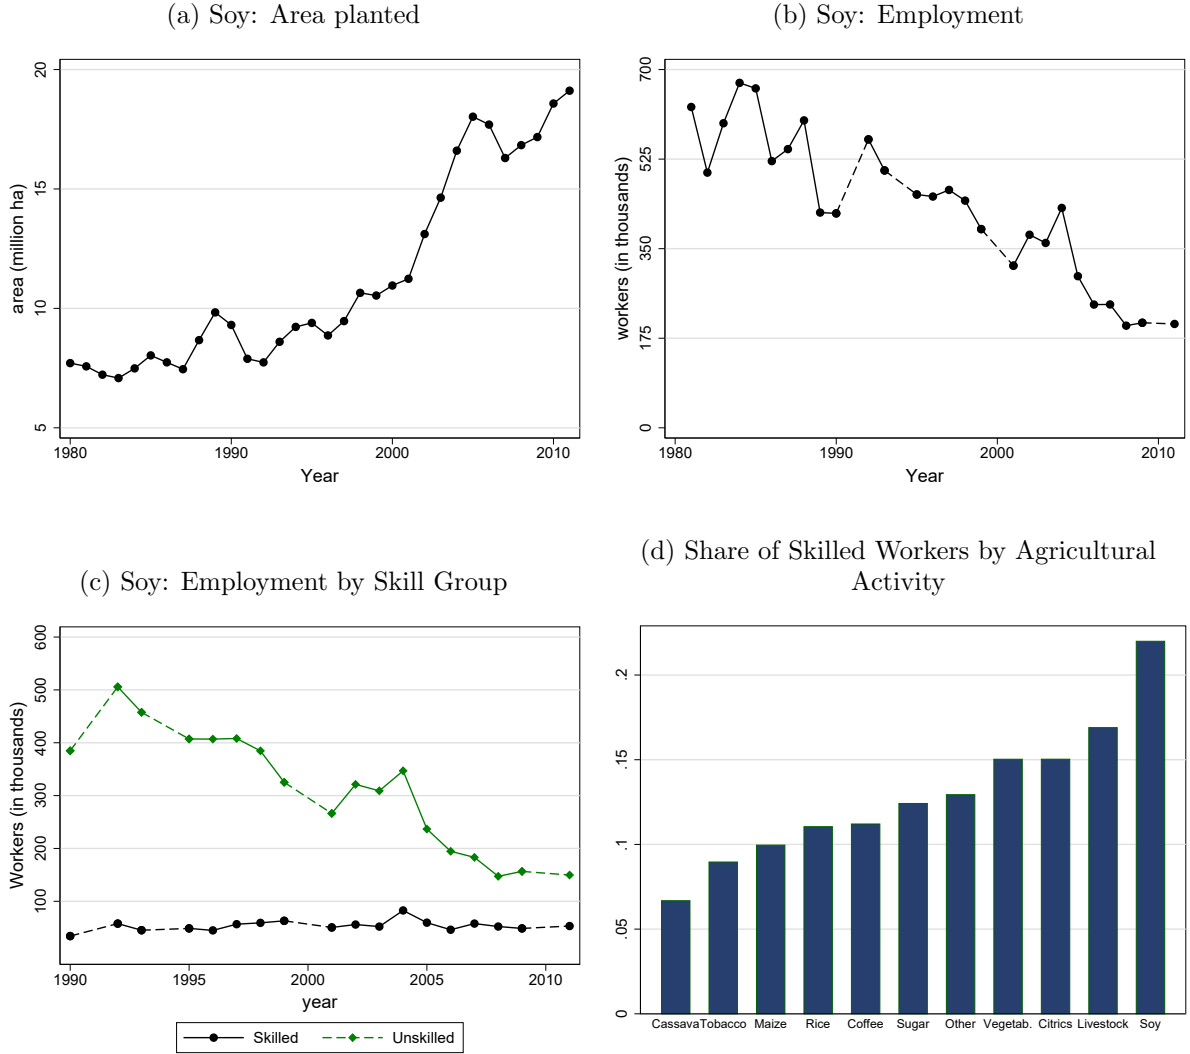 (a) Soy: Area planted
area (million ha)
20
15
10
5
1980 1990 2000 2010
Year
(b) Soy: Employment
workers (in thousands)
700
525
350
175
0
1980 1990 2000 2010
Year
(c) Soy: Employment by Skill Group
Workers (in thousands)
600
500
400
300
200
100
1990 1995 2000 2005 2010
year
Skilled Unskilled
(d) Share of Skilled Workers by Agricultural
Activity
.2
.15
.1
.05
0
Cassava Tobacco Maize Rice Coffee Sugar Other Vegetab. Citrics Livestock Soy